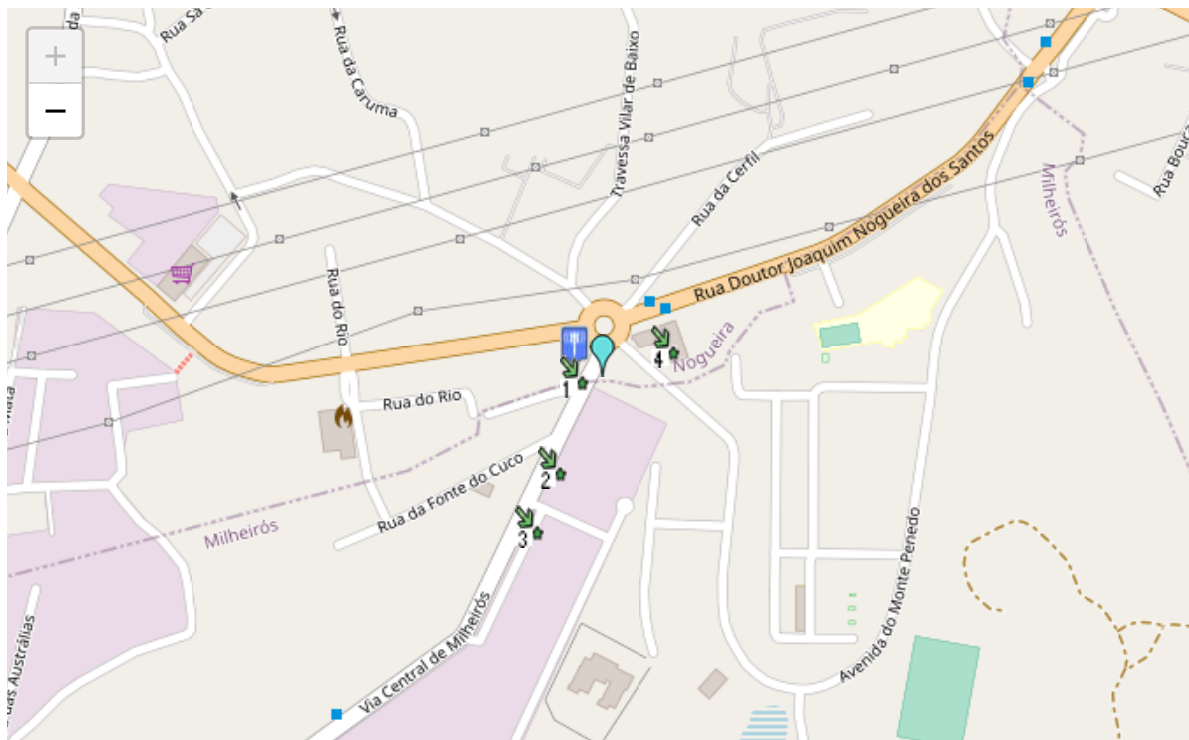 da
Rua Sa
+
−
Rua da Caruma
Travessa Vilar de Baixo
Rua da Cerfil
Rua Doutor Joaquim Nogueira dos Santos
Milheirós
Rua Bouça
Rua do Rio
Nogueira
4
1
Rua do Rio
2
Rua da Fonte do Cuco
3
Milheirós
Via Central de Milheirós
Avenida do Monte Penedo
das Austrálias